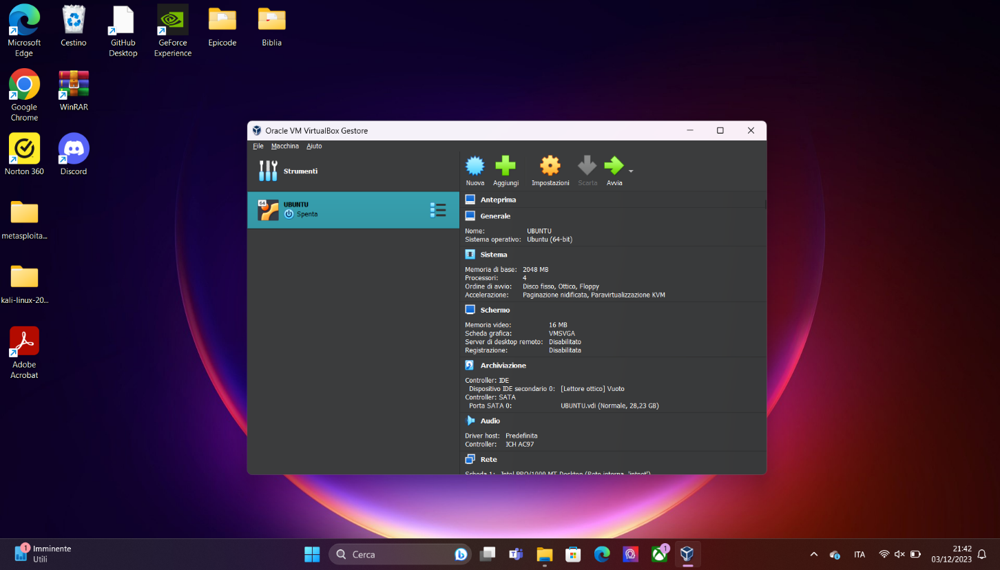 Microsoft
Edge
Cestino
GitHub
Desktop
GeForce
Experience
Epicode
Biblia
Google
Chrome
WinRAR
Norton 360
Discord
metasploita...
kali-linux-20...
Adobe
Acrobat
Oracle VM VirtualBox Gestore
File Macchina Aiuto
Strumenti
Nuova Aggiungi Impostazioni Scarta Avvia
64
UBUNTU
Spenta
Anteprima
Generale
Nome: UBUNTU
Sistema operativo: Ubuntu (64-bit)
Sistema
Memoria di base: 2048 MB
Processori: 4
Ordine di avvio: Disco fisso, Ottico, Floppy
Accelerazione: Paginazione nidificata, Paravirtualizzazione KVM
Schermo
Memoria video: 16 MB
Scheda grafica: VMSVGA
Server di desktop remoto: Disabilitato
Registrazione: Disabilitata
Archiviazione
Controller: IDE
Dispositivo IDE secondario 0: [Lettore ottico] Vuoto
Controller: SATA
Porta SATA 0: UBUNTU.vdi (Normale, 28,23 GB)
Audio
Driver host: Predefinita
Controller: ICH AC97
Rete
Scheda 1: Intel PRO/1000 MT Desktop (Rete interna, 'intnet')
1
Imminente
Utili
Cerca
1
ITA
21:42
03/12/2023